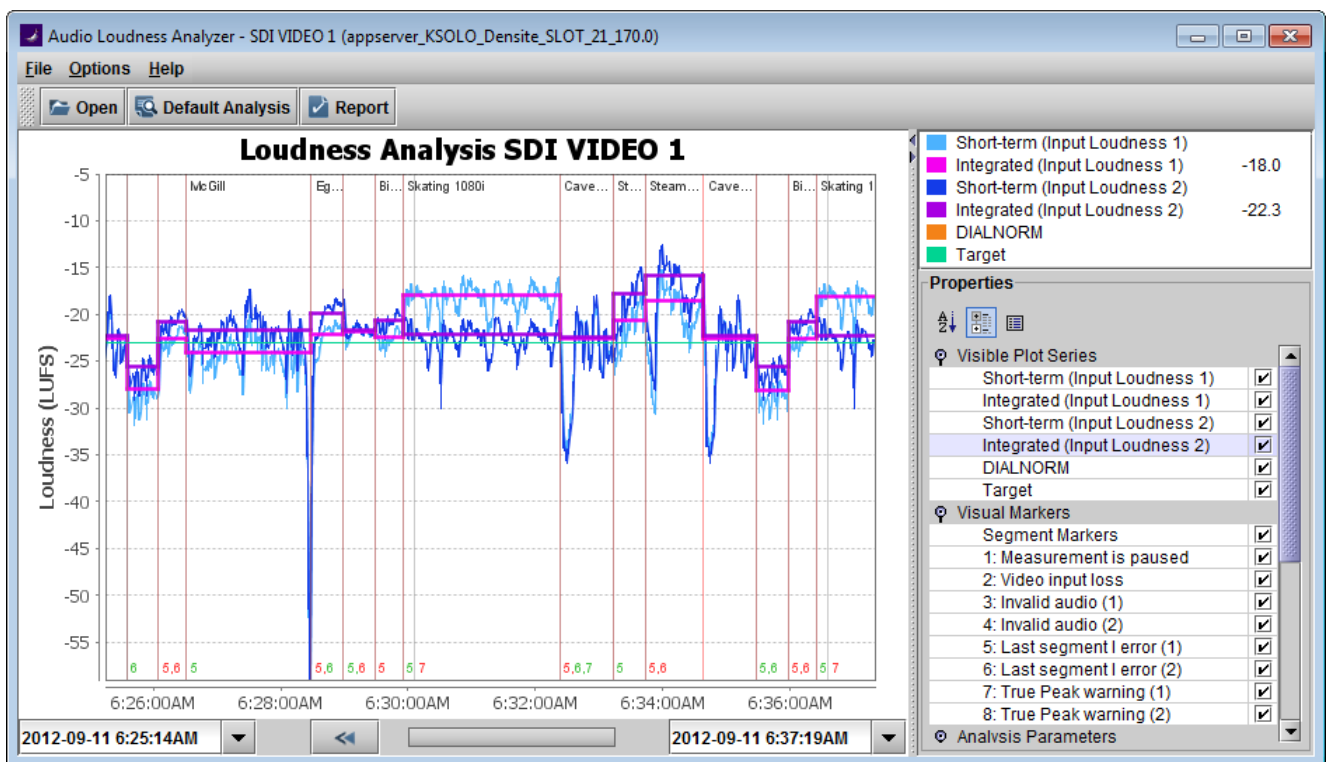 Audio Loudness Analyzer - SDI VIDEO 1 (appserver_KSOLO_Densite_SLOT_21_170.0)
File Options Help
Open Default Analysis Report
Loudness Analysis SDI VIDEO 1
Loudness (LUFS)
-5
-10
-15
-20
-25
-30
-35
-40
-45
-50
-55
McGill Eg... Bi... Skating 1080i Cave... St... Steam... Cave... Bi... Skating 1
6 5,6 5 5,6 5,6 5 5 7 5,6,7 5 5,6 5,6 5,6 5 7
6:26:00AM 6:28:00AM 6:30:00AM 6:32:00AM 6:34:00AM 6:36:00AM
2012-09-11 6:25:14AM 2012-09-11 6:37:19AM
Short-term (Input Loudness 1)
Integrated (Input Loudness 1) -18.0
Short-term (Input Loudness 2)
Integrated (Input Loudness 2) -22.3
DIALNORM
Target
Properties
Visible Plot Series
Short-term (Input Loudness 1)
Integrated (Input Loudness 1)
Short-term (Input Loudness 2)
Integrated (Input Loudness 2)
DIALNORM
Target
Visual Markers
Segment Markers
1: Measurement is paused
2: Video input loss
3: Invalid audio (1)
4: Invalid audio (2)
5: Last segment I error (1)
6: Last segment I error (2)
7: True Peak warning (1)
8: True Peak warning (2)
Analysis Parameters